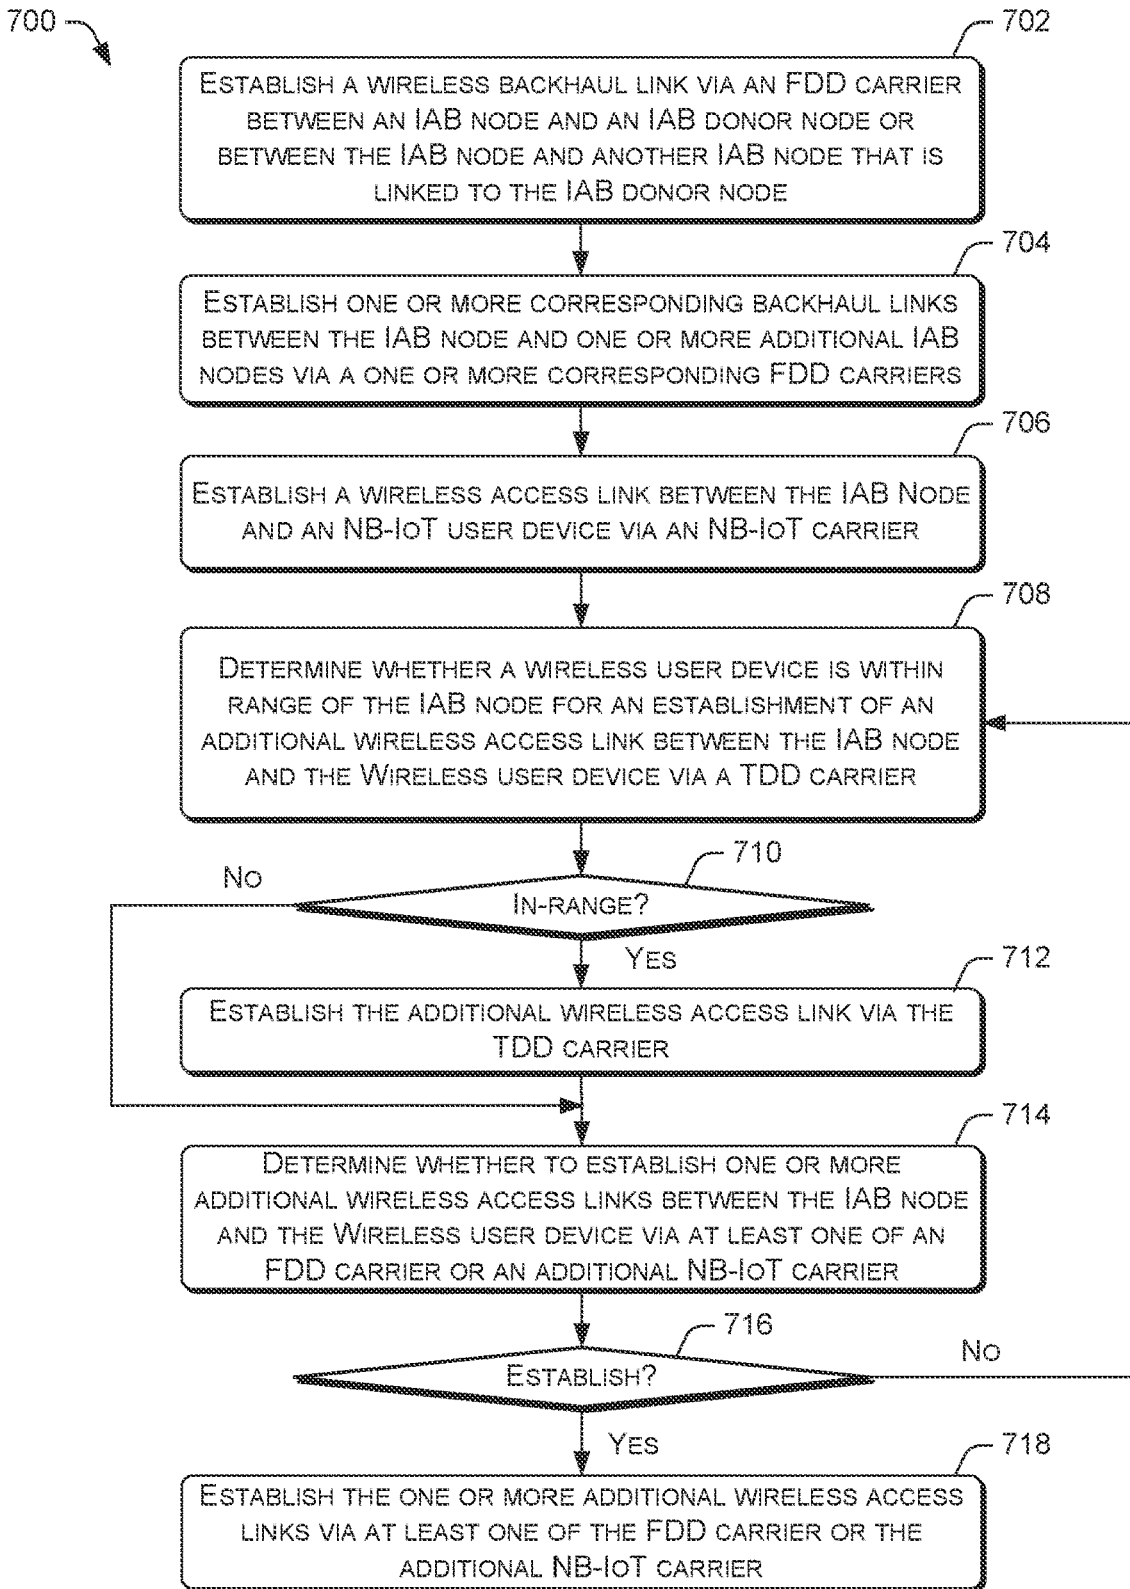 700
702
Establish a wireless backhaul link via an FDD carrier
between an IAB node and an IAB donor node or
between the IAB node and another IAB node that is
linked to the IAB donor node
704
Establish one or more corresponding backhaul links
between the IAB node and one or more additional IAB
nodes via a one or more corresponding FDD carriers
706
Establish a wireless access link between the IAB Node
and an NB-IoT user device via an NB-IoT carrier
708
Determine whether a wireless user device is within
range of the IAB node for an establishment of an
additional wireless access link between the IAB node
and the Wireless user device via a TDD carrier
710
No
In-range?
Yes
712
Establish the additional wireless access link via the
TDD carrier
714
Determine whether to establish one or more
additional wireless access links between the IAB node
and the Wireless user device via at least one of an
FDD carrier or an additional NB-IoT carrier
716
No
Establish?
Yes
718
Establish the one or more additional wireless access
links via at least one of the FDD carrier or the
additional NB-IoT carrier